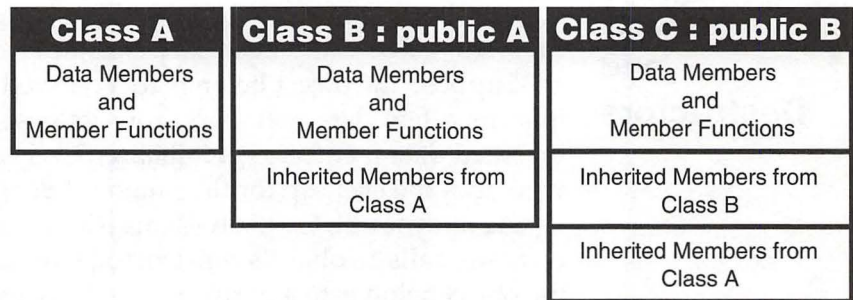 Class A
Data Members
and
Member Functions
Class B : public A
Data Members
and
Member Functions
Inherited Members from
Class A
Class C : public B
Data Members
and
Member Functions
Inherited Members from
Class B
Inherited Members from
Class A